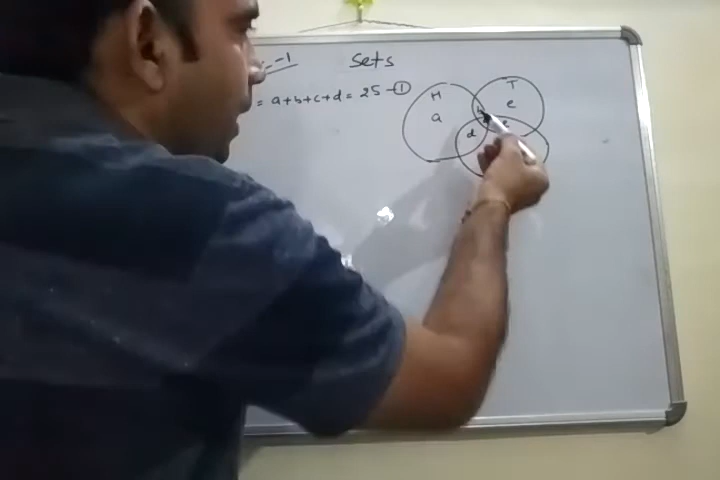 -1
Sets
= a+b+c+d = 25 -①
H
T
a
e
b
d